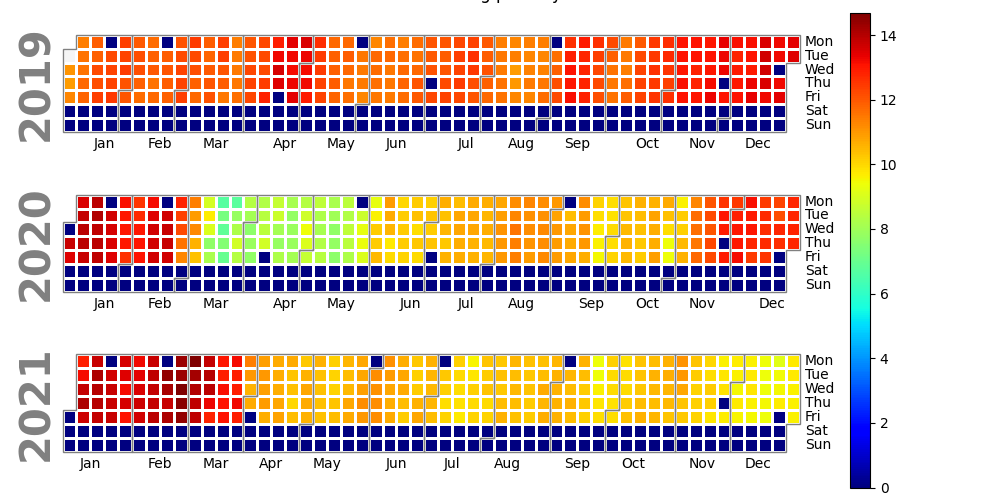 2019
Mon
Tue
Wed
Thu
Fri
Sat
Sun
Jan Feb Mar Apr May Jun Jul Aug Sep Oct Nov Dec
2020
Mon
Tue
Wed
Thu
Fri
Sat
Sun
Jan Feb Mar Apr May Jun Jul Aug Sep Oct Nov Dec
2021
Mon
Tue
Wed
Thu
Fri
Sat
Sun
Jan Feb Mar Apr May Jun Jul Aug Sep Oct Nov Dec
14
12
10
8
6
4
2
0